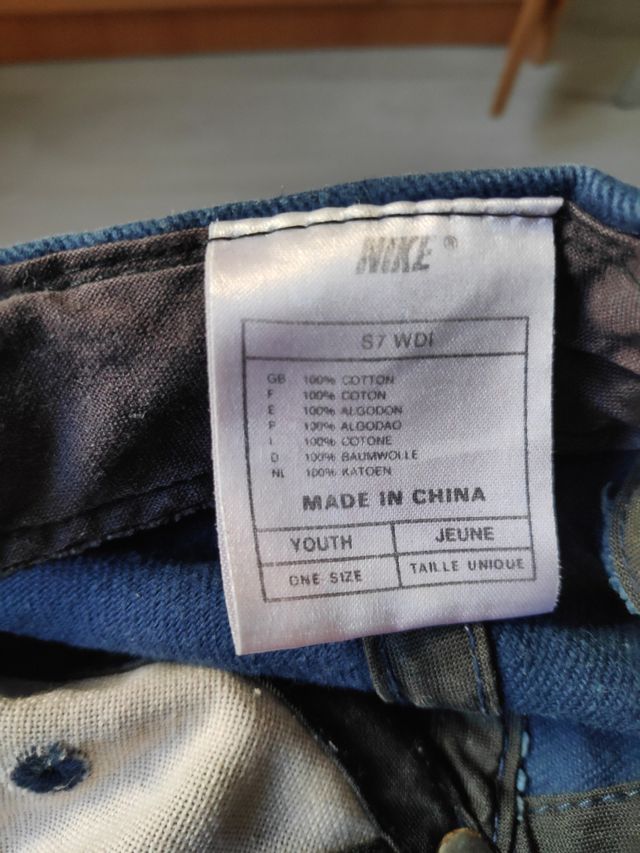 NIKE®
S7 WDI
GB 100% COTTON
F 100% COTON
E 100% ALGODON
P 100% ALGODAO
I 100% COTONE
D 100% BAUMWOLLE
NL 100% KATOEN
MADE IN CHINA
YOUTH JEUNE
ONE SIZE TAILLE UNIQUE